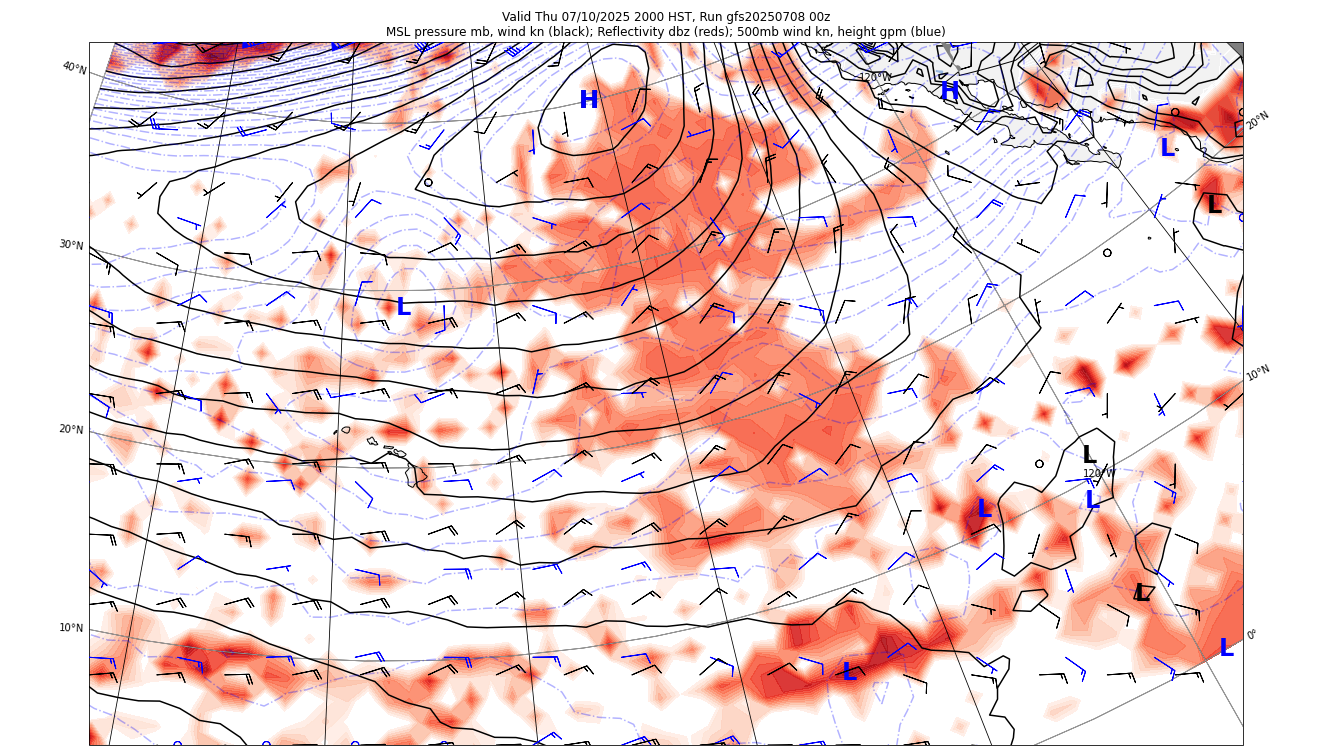 Valid Thu 07/10/2025 2000 HST, Run gfs20250708 00z
MSL pressure mb, wind kn (black); Reflectivity dbz (reds); 500mb wind kn, height gpm (blue)
40°N
120°W
H
H
20°N
L
L
30°N
L
10°N
20°N
L
120°W
L
L
L
10°N
0°
L
L